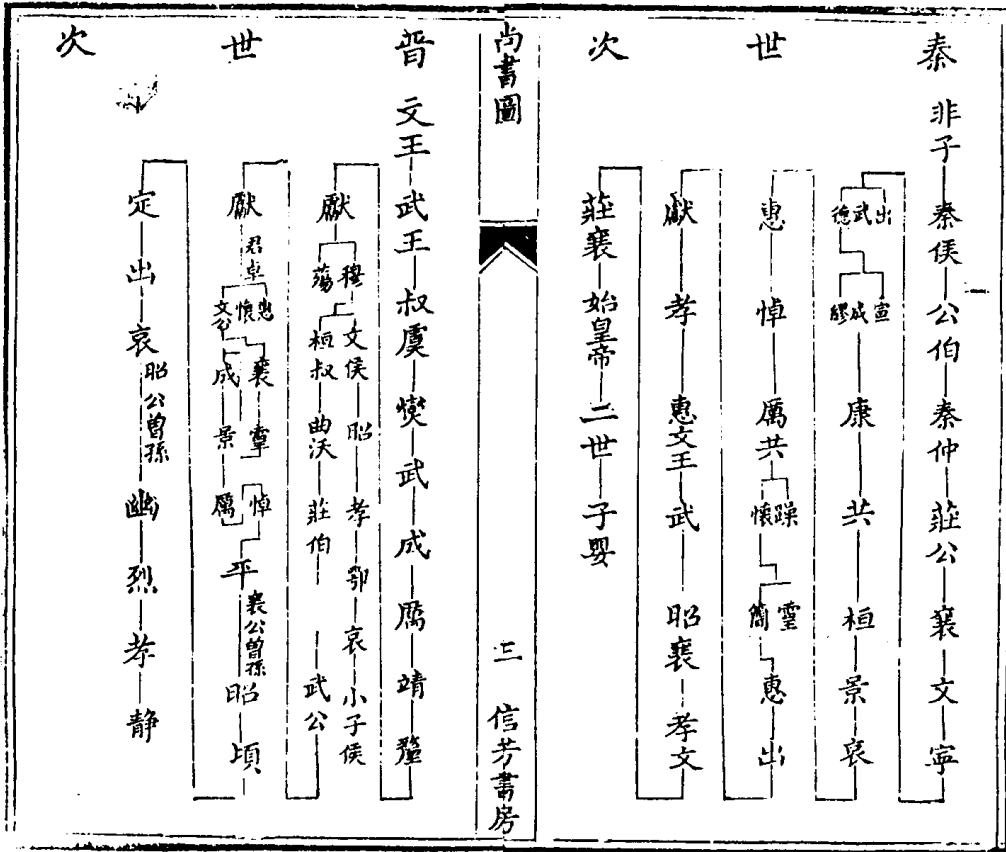 秦世次
非子 秦侯 公伯 秦仲 莊公 襄 文 寧
出 武 德
宣 成 繆
康 共 桓 景 哀
惠 悼 厲共
躁 懷
靈 簡
惠 出
獻 孝 惠文王 武 昭襄 孝文
莊襄 始皇帝 二世 子嬰
尚書圖
三
信芳書房
晉世次
文王 武王 叔虞 燮 武 成 厲 靖 釐
獻
穆 殤
文侯 昭 孝 鄂 哀 小子侯
桓叔 曲沃 莊伯 武公
獻
君卓
惠 懷 文公
襄 靈
成 景 厲
悼
平
襄公曾孫
昭 頃
定 出 哀
昭公曾孫
幽 烈 孝 静